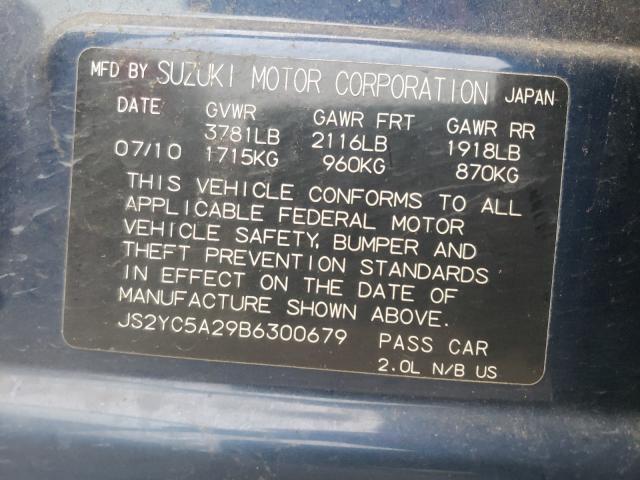 MFD BY SUZUKI MOTOR CORPORATION JAPAN
DATE GVWR GAWR FRT GAWR RR
3781LB 2116LB 1918LB
07/10 1715KG 960KG 870KG
THIS VEHICLE CONFORMS TO ALL
APPLICABLE FEDERAL MOTOR
VEHICLE SAFETY, BUMPER AND
THEFT PREVENTION STANDARDS
IN EFFECT ON THE DATE OF
MANUFACTURE SHOWN ABOVE.
JS2YC5A29B6300679 PASS CAR
2.0L N/B US